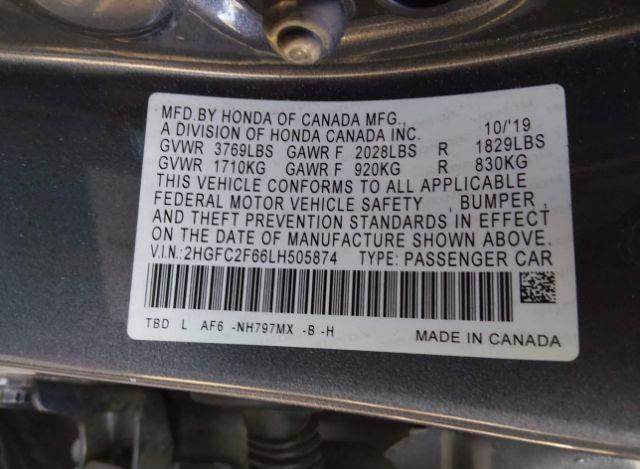 MFD.BY HONDA OF CANADA MFG.,
A DIVISION OF HONDA CANADA INC. 10/'19
GVWR 3769LBS GAWR F 2028LBS R 1829LBS
GVWR 1710KG GAWR F 920KG R 830KG
THIS VEHICLE CONFORMS TO ALL APPLICABLE
FEDERAL MOTOR VEHICLE SAFETY , BUMPER ,
AND THEFT PREVENTION STANDARDS IN EFFECT
ON THE DATE OF MANUFACTURE SHOWN ABOVE.
V.I.N.: 2HGFC2F66LH505874 TYPE: PASSENGER CAR
TBD L AF6 -NH797MX -B -H MADE IN CANADA